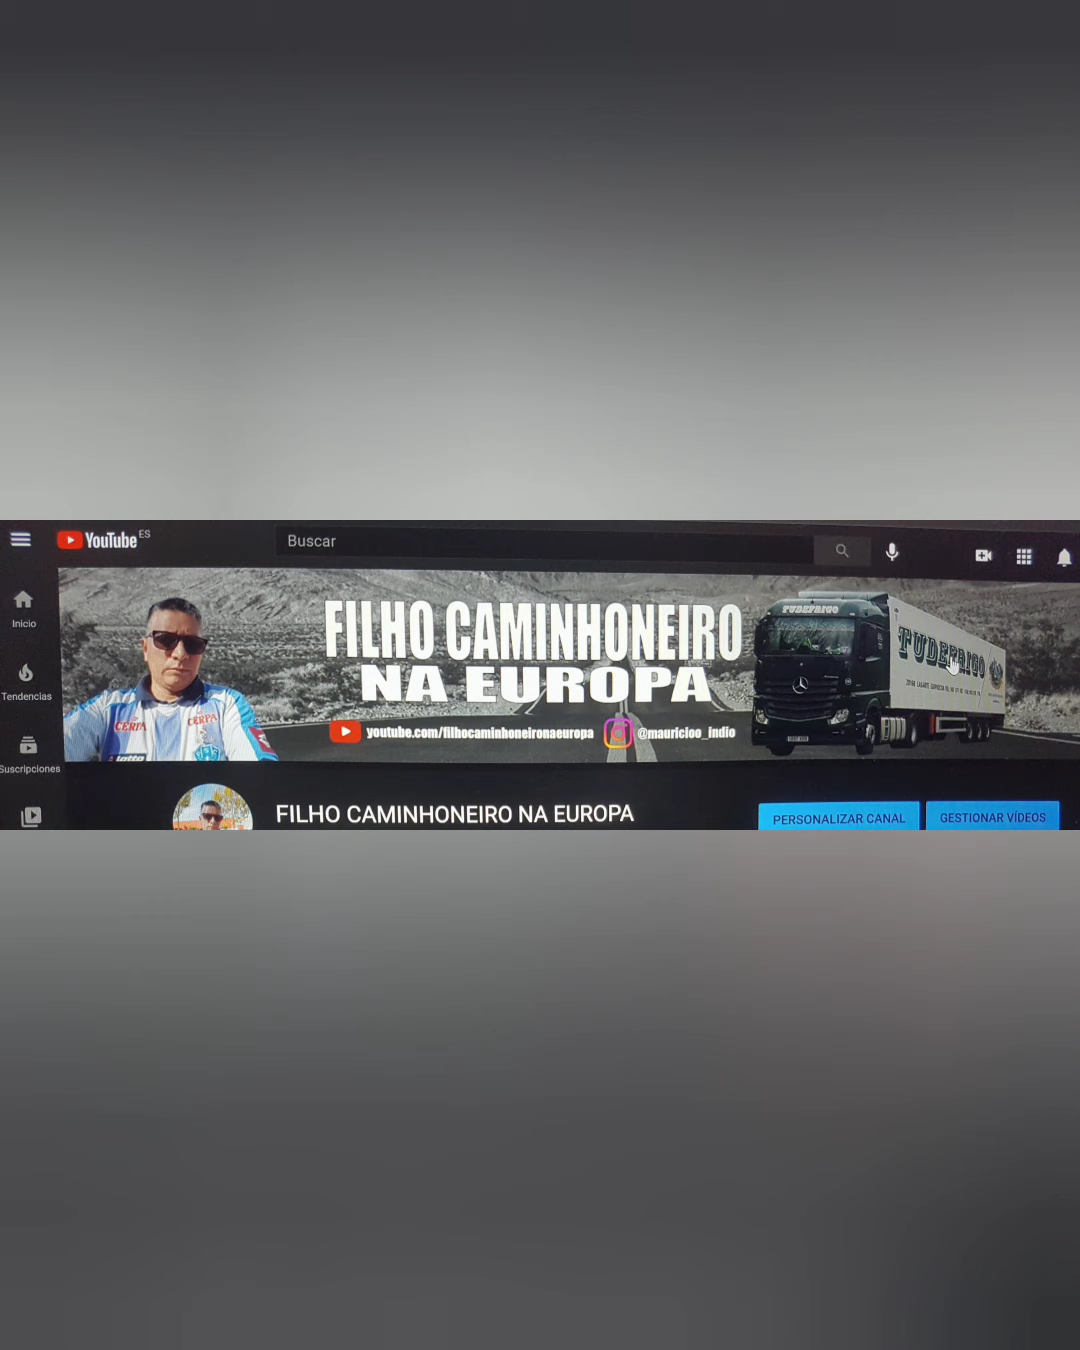 YouTube ES
Buscar
Inicio
Tendencias
Suscripciones
FILHO CAMINHONEIRO
NA EUROPA
youtube.com/filhocaminhoneironaeuropa
@mauricioo_indio
CERPA CERPA
lotto
TUDEFRIGO
TUDEFRIGO
FILHO CAMINHONEIRO NA EUROPA
PERSONALIZAR CANAL
GESTIONAR VÍDEOS